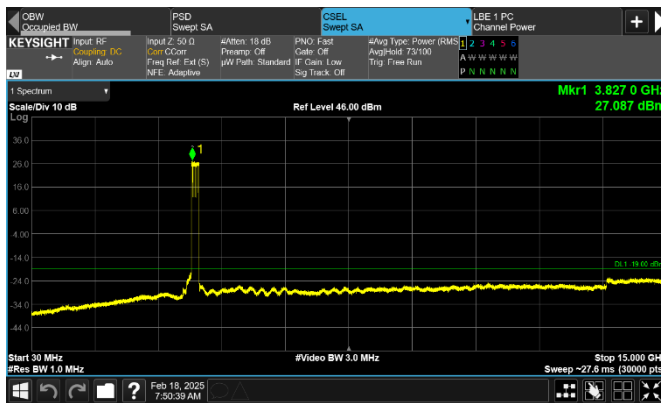 OBW
Occupied BW
PSD
Swept SA
CSEL
Swept SA
LBE 1 PC
Channel Power
KEYSIGHT
Input: RF
Coupling: DC
Align: Auto
Input Z: 50 Ω
Corr CCorr
Freq Ref: Ext (S)
NFE: Adaptive
#Atten: 18 dB
Preamp: Off
µW Path: Standard
PNO: Fast
Gate: Off
IF Gain: Low
Sig Track: Off
#Avg Type: Power (RMS
Avg|Hold: 73/100
Trig: Free Run
1 2 3 4 5 6
A W W W W W
P N N N N N
LV
1 Spectrum
Scale/Div 10 dB
Log
Ref Level 46.00 dBm
Mkr1 3.827 0 GHz
27.087 dBm
36.0
26.0
16.0
6.00
-4.00
-14.0
-24.0
-34.0
-44.0
1
DL1 -19.00 dBm
Start 30 MHz
#Res BW 1.0 MHz
#Video BW 3.0 MHz
Stop 15.000 GH
Sweep ~27.6 ms (30000 pts
?
Feb 18, 2025
7:50:39 AM